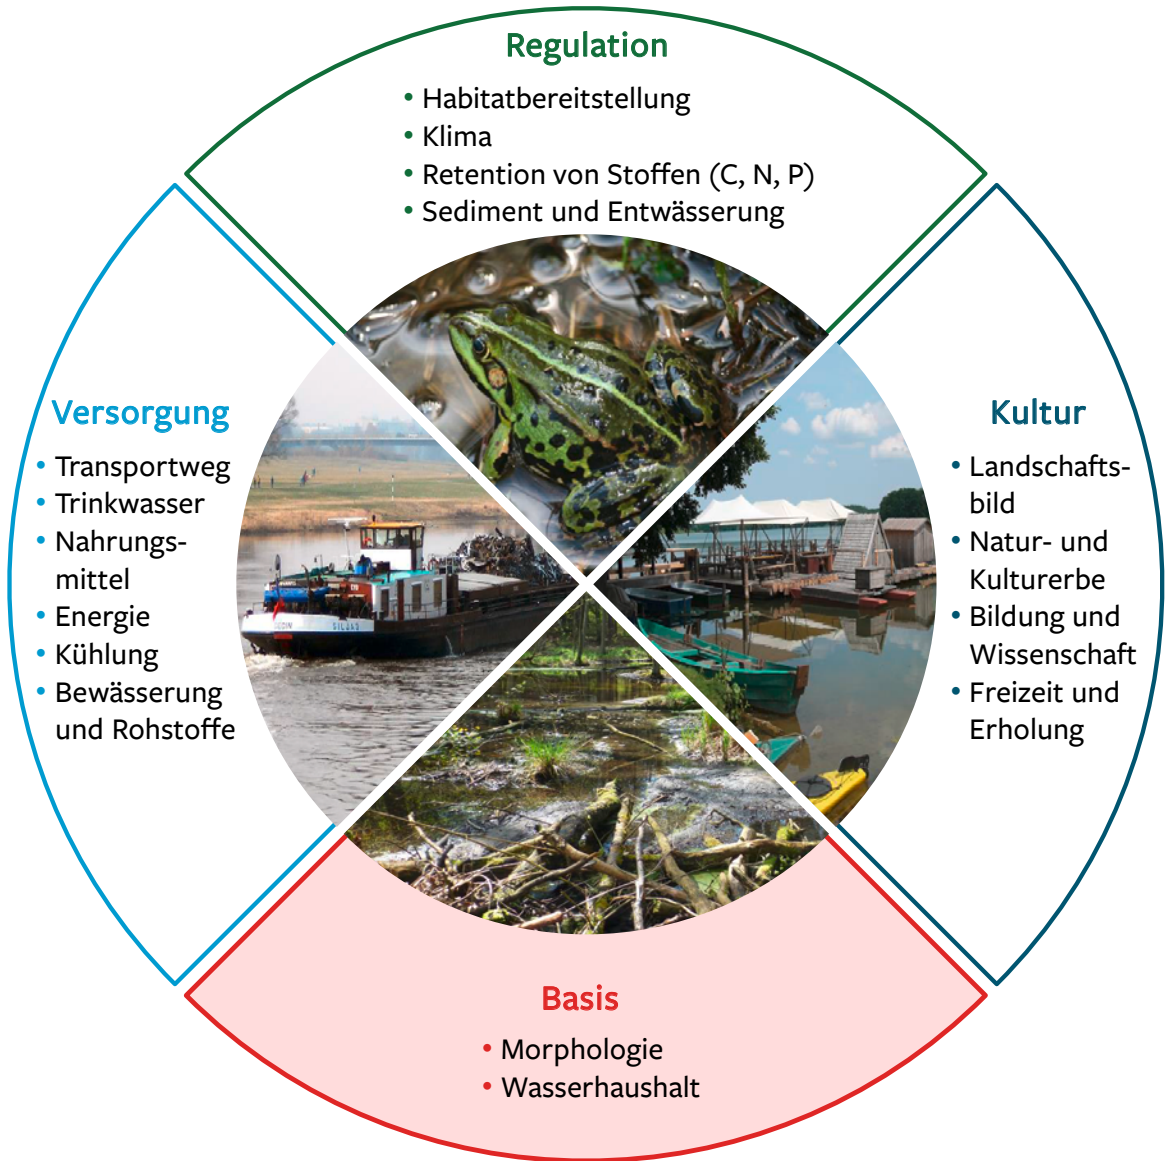 Regulation
• Habitatbereitstellung
• Klima
• Retention von Stoffen (C, N, P)
• Sediment und Entwässerung
Versorgung
• Transportweg
• Trinkwasser
• Nahrungs-
mittel
• Energie
• Kühlung
• Bewässerung
und Rohstoffe
Kultur
• Landschafts-
bild
• Natur- und
Kulturerbe
• Bildung und
Wissenschaft
• Freizeit und
Erholung
Basis
• Morphologie
• Wasserhaushalt